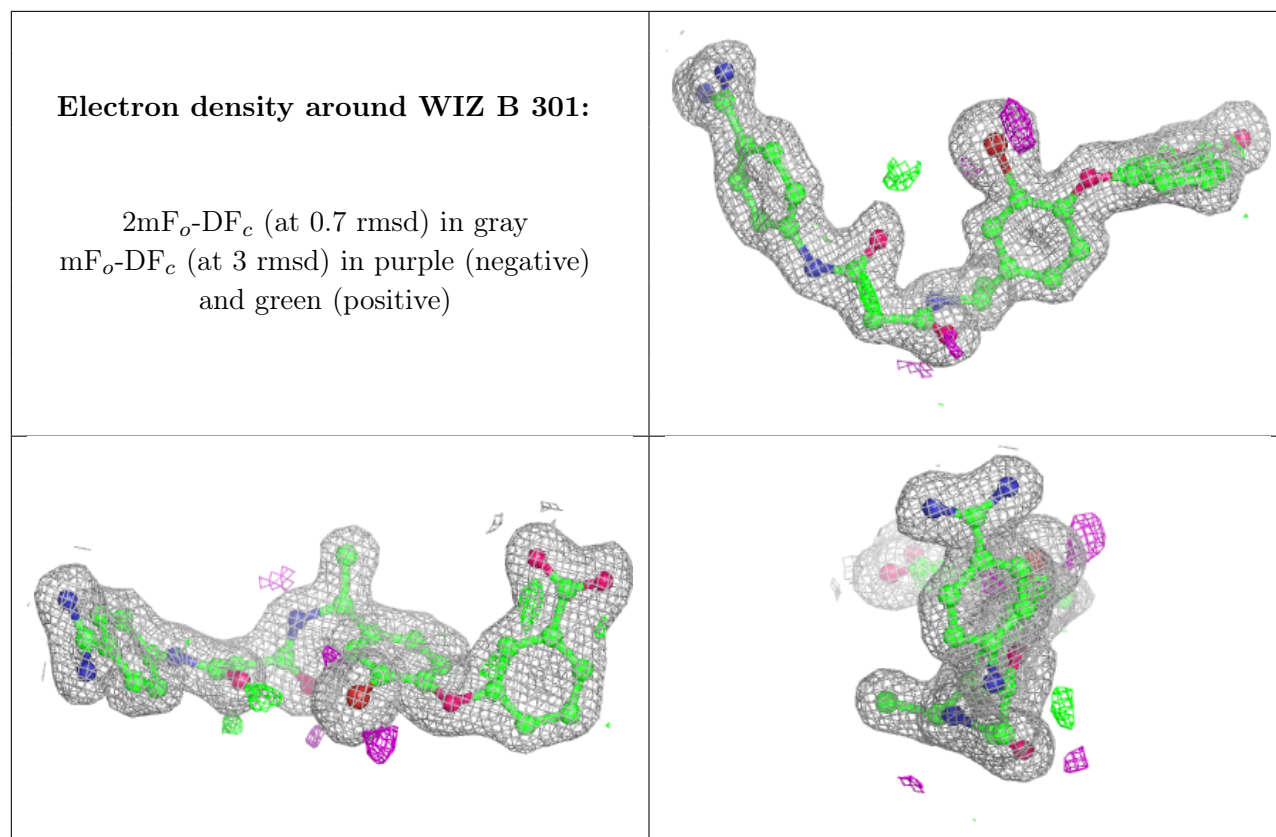 Electron density around WIZ B 301:
2mFₒ-DF𝒸 (at 0.7 rmsd) in gray
mFₒ-DF𝒸 (at 3 rmsd) in purple (negative)
and green (positive)